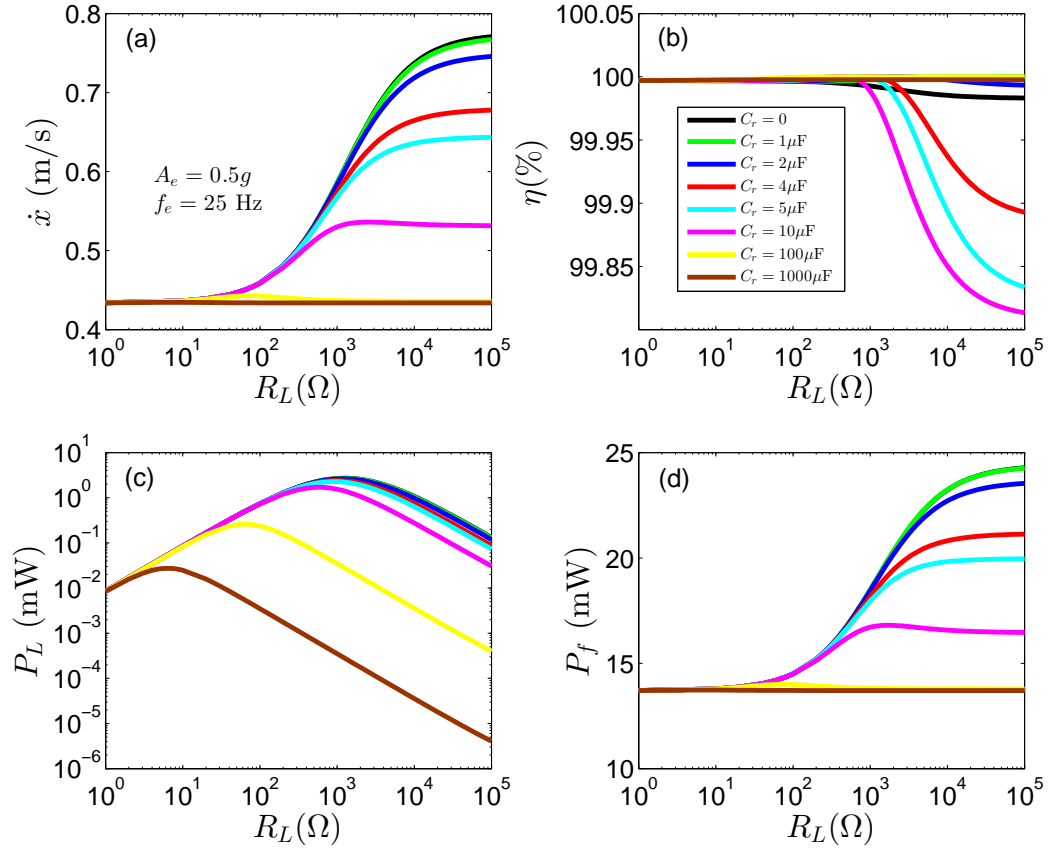 (a)
0.8
0.7
0.6
0.5
0.4
ẋ (m/s)
A_e = 0.5g
f_e = 25 Hz
10^0 10^1 10^2 10^3 10^4 10^5
R_L(Ω)
(b)
100.05
100
99.95
99.9
99.85
η(%)
C_r = 0
C_r = 1μF
C_r = 2μF
C_r = 4μF
C_r = 5μF
C_r = 10μF
C_r = 100μF
C_r = 1000μF
10^0 10^1 10^2 10^3 10^4 10^5
R_L(Ω)
(c)
10^1
10^0
10^−1
10^−2
10^−3
10^−4
10^−5
10^−6
P_L (mW)
10^0 10^1 10^2 10^3 10^4 10^5
R_L(Ω)
(d)
25
20
15
10
P_f (mW)
10^0 10^1 10^2 10^3 10^4 10^5
R_L(Ω)